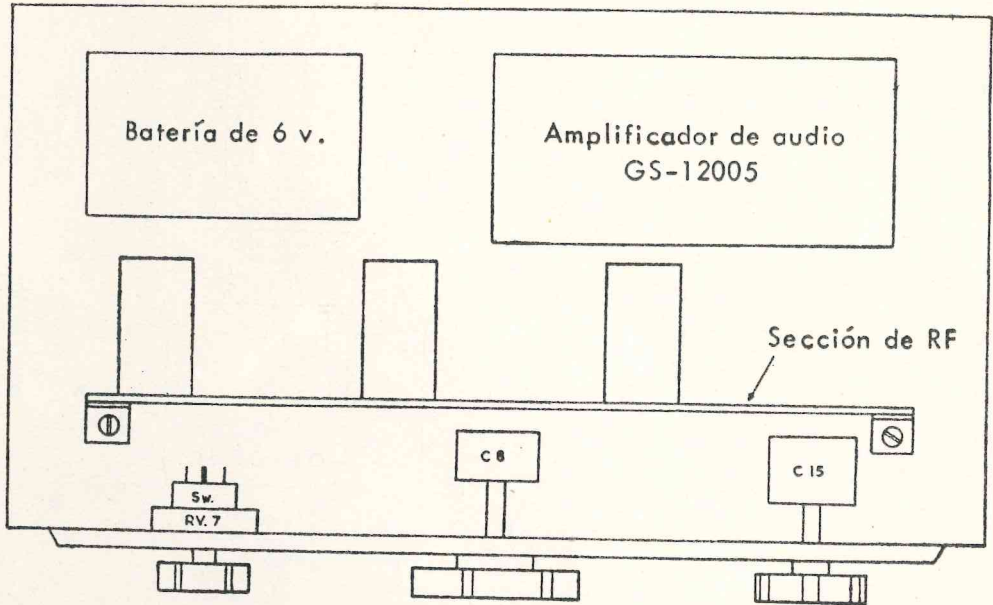 Batería de 6 v.
Amplificador de audio
GS-12005
Sección de RF
C 8
C 15
Sw.
RV. 7